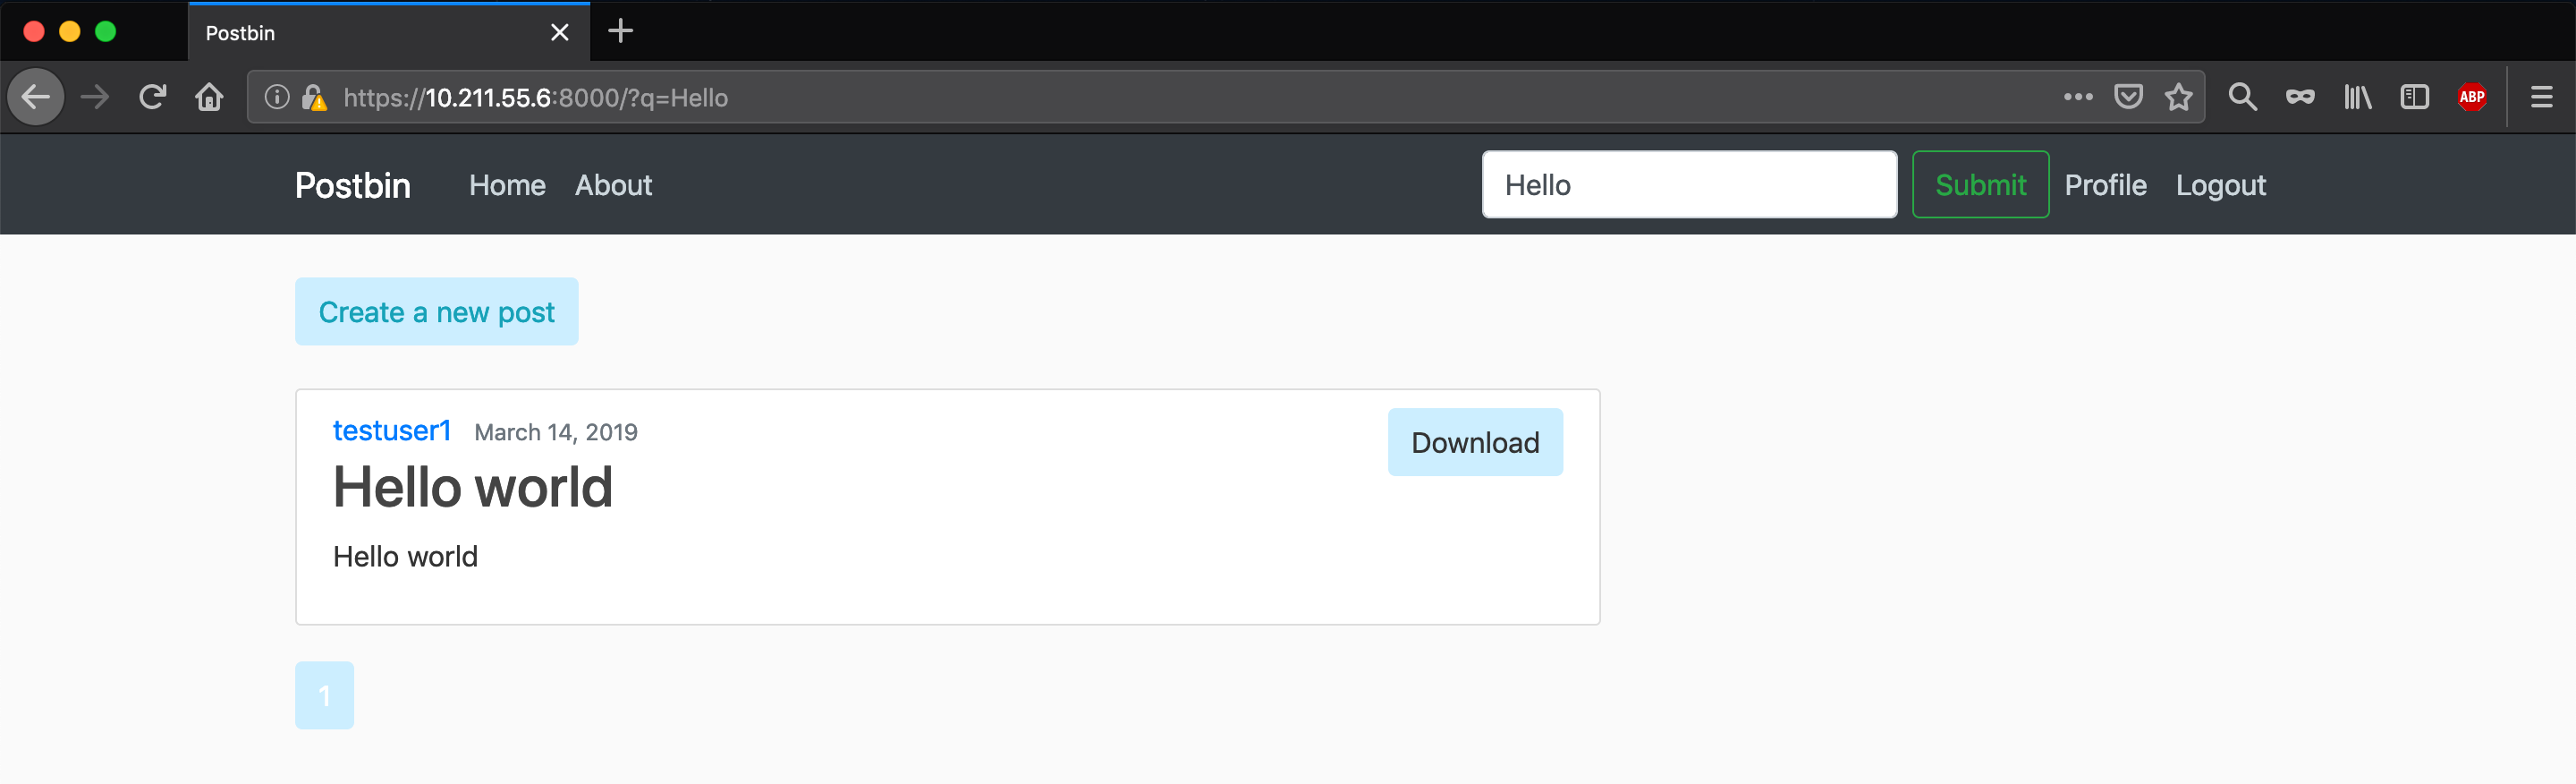 Postbin
https://10.211.55.6:8000/?q=Hello
ABP
Postbin Home About Hello Submit Profile Logout
Create a new post
testuser1 March 14, 2019 Download
Hello world
Hello world
1